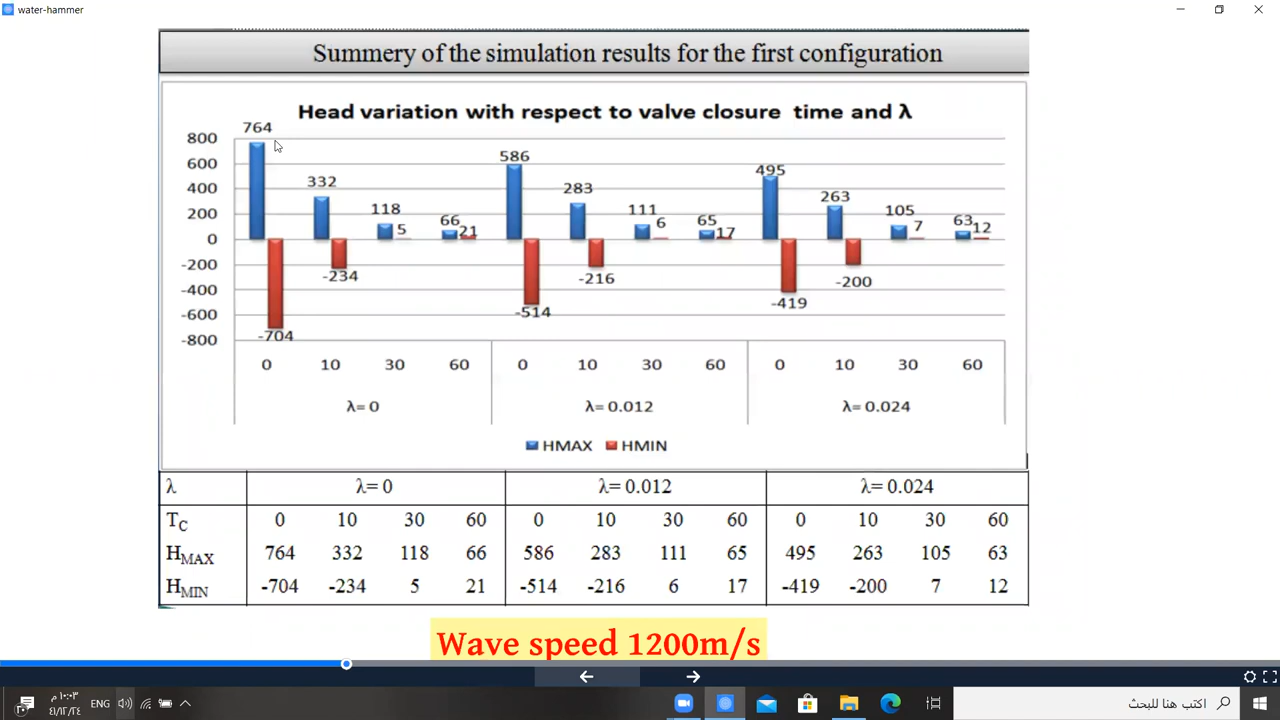 water-hammer
Summery of the simulation results for the first configuration
Head variation with respect to valve closure time and λ
800
600
400
200
0
-200
-400
-600
-800
764 332 118 66 586 283 111 65 495 263 105 63
-704 -234 5 21 -514 -216 6 17 -419 -200 7 12
0 10 30 60 0 10 30 60 0 10 30 60
λ= 0 λ= 0.012 λ= 0.024
HMAX HMIN
λ λ= 0 λ= 0.012 λ= 0.024
TC 0 10 30 60 0 10 30 60 0 10 30 60
HMAX 764 332 118 66 586 283 111 65 495 263 105 63
HMIN -704 -234 5 21 -514 -216 6 17 -419 -200 7 12
Wave speed 1200m/s
١٠:٠٣ م
ENG
اكتب هنا للبحث